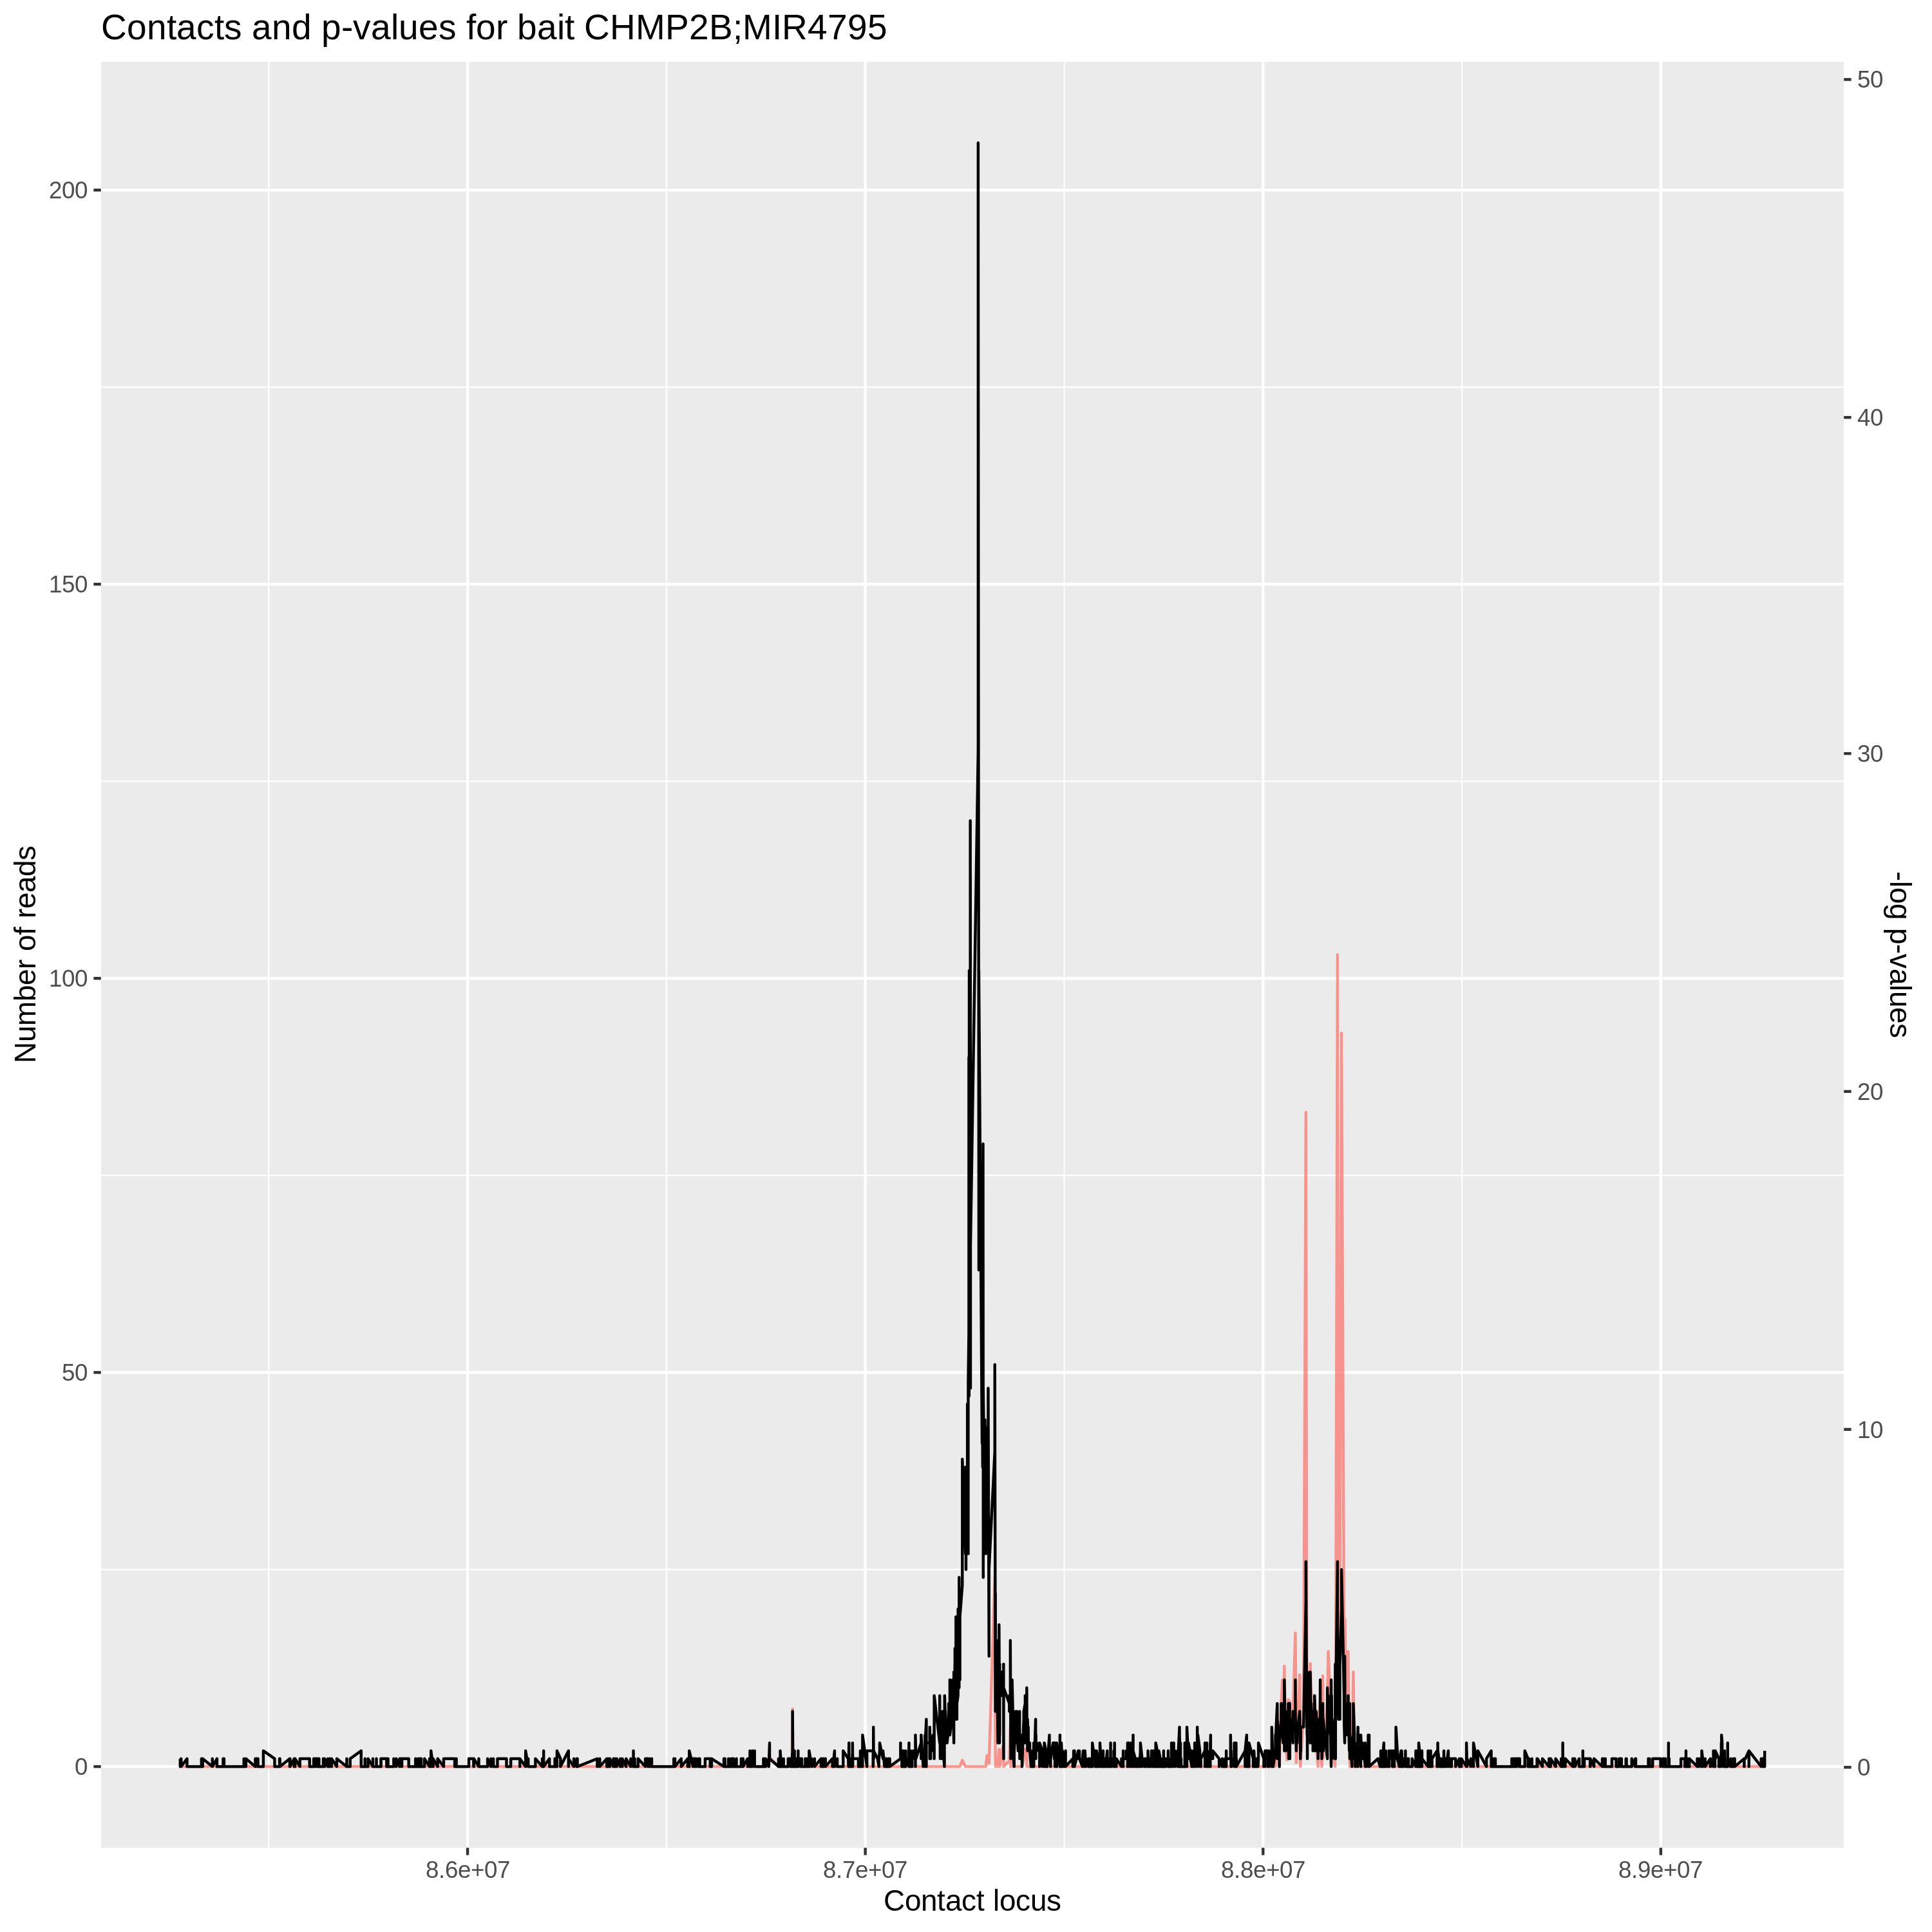 Contacts and p-values for bait CHMP2B;MIR4795
200
150
100
50
0
Number of reads
50
40
30
20
10
0
-log p-values
8.6e+07
8.7e+07
8.8e+07
8.9e+07
Contact locus